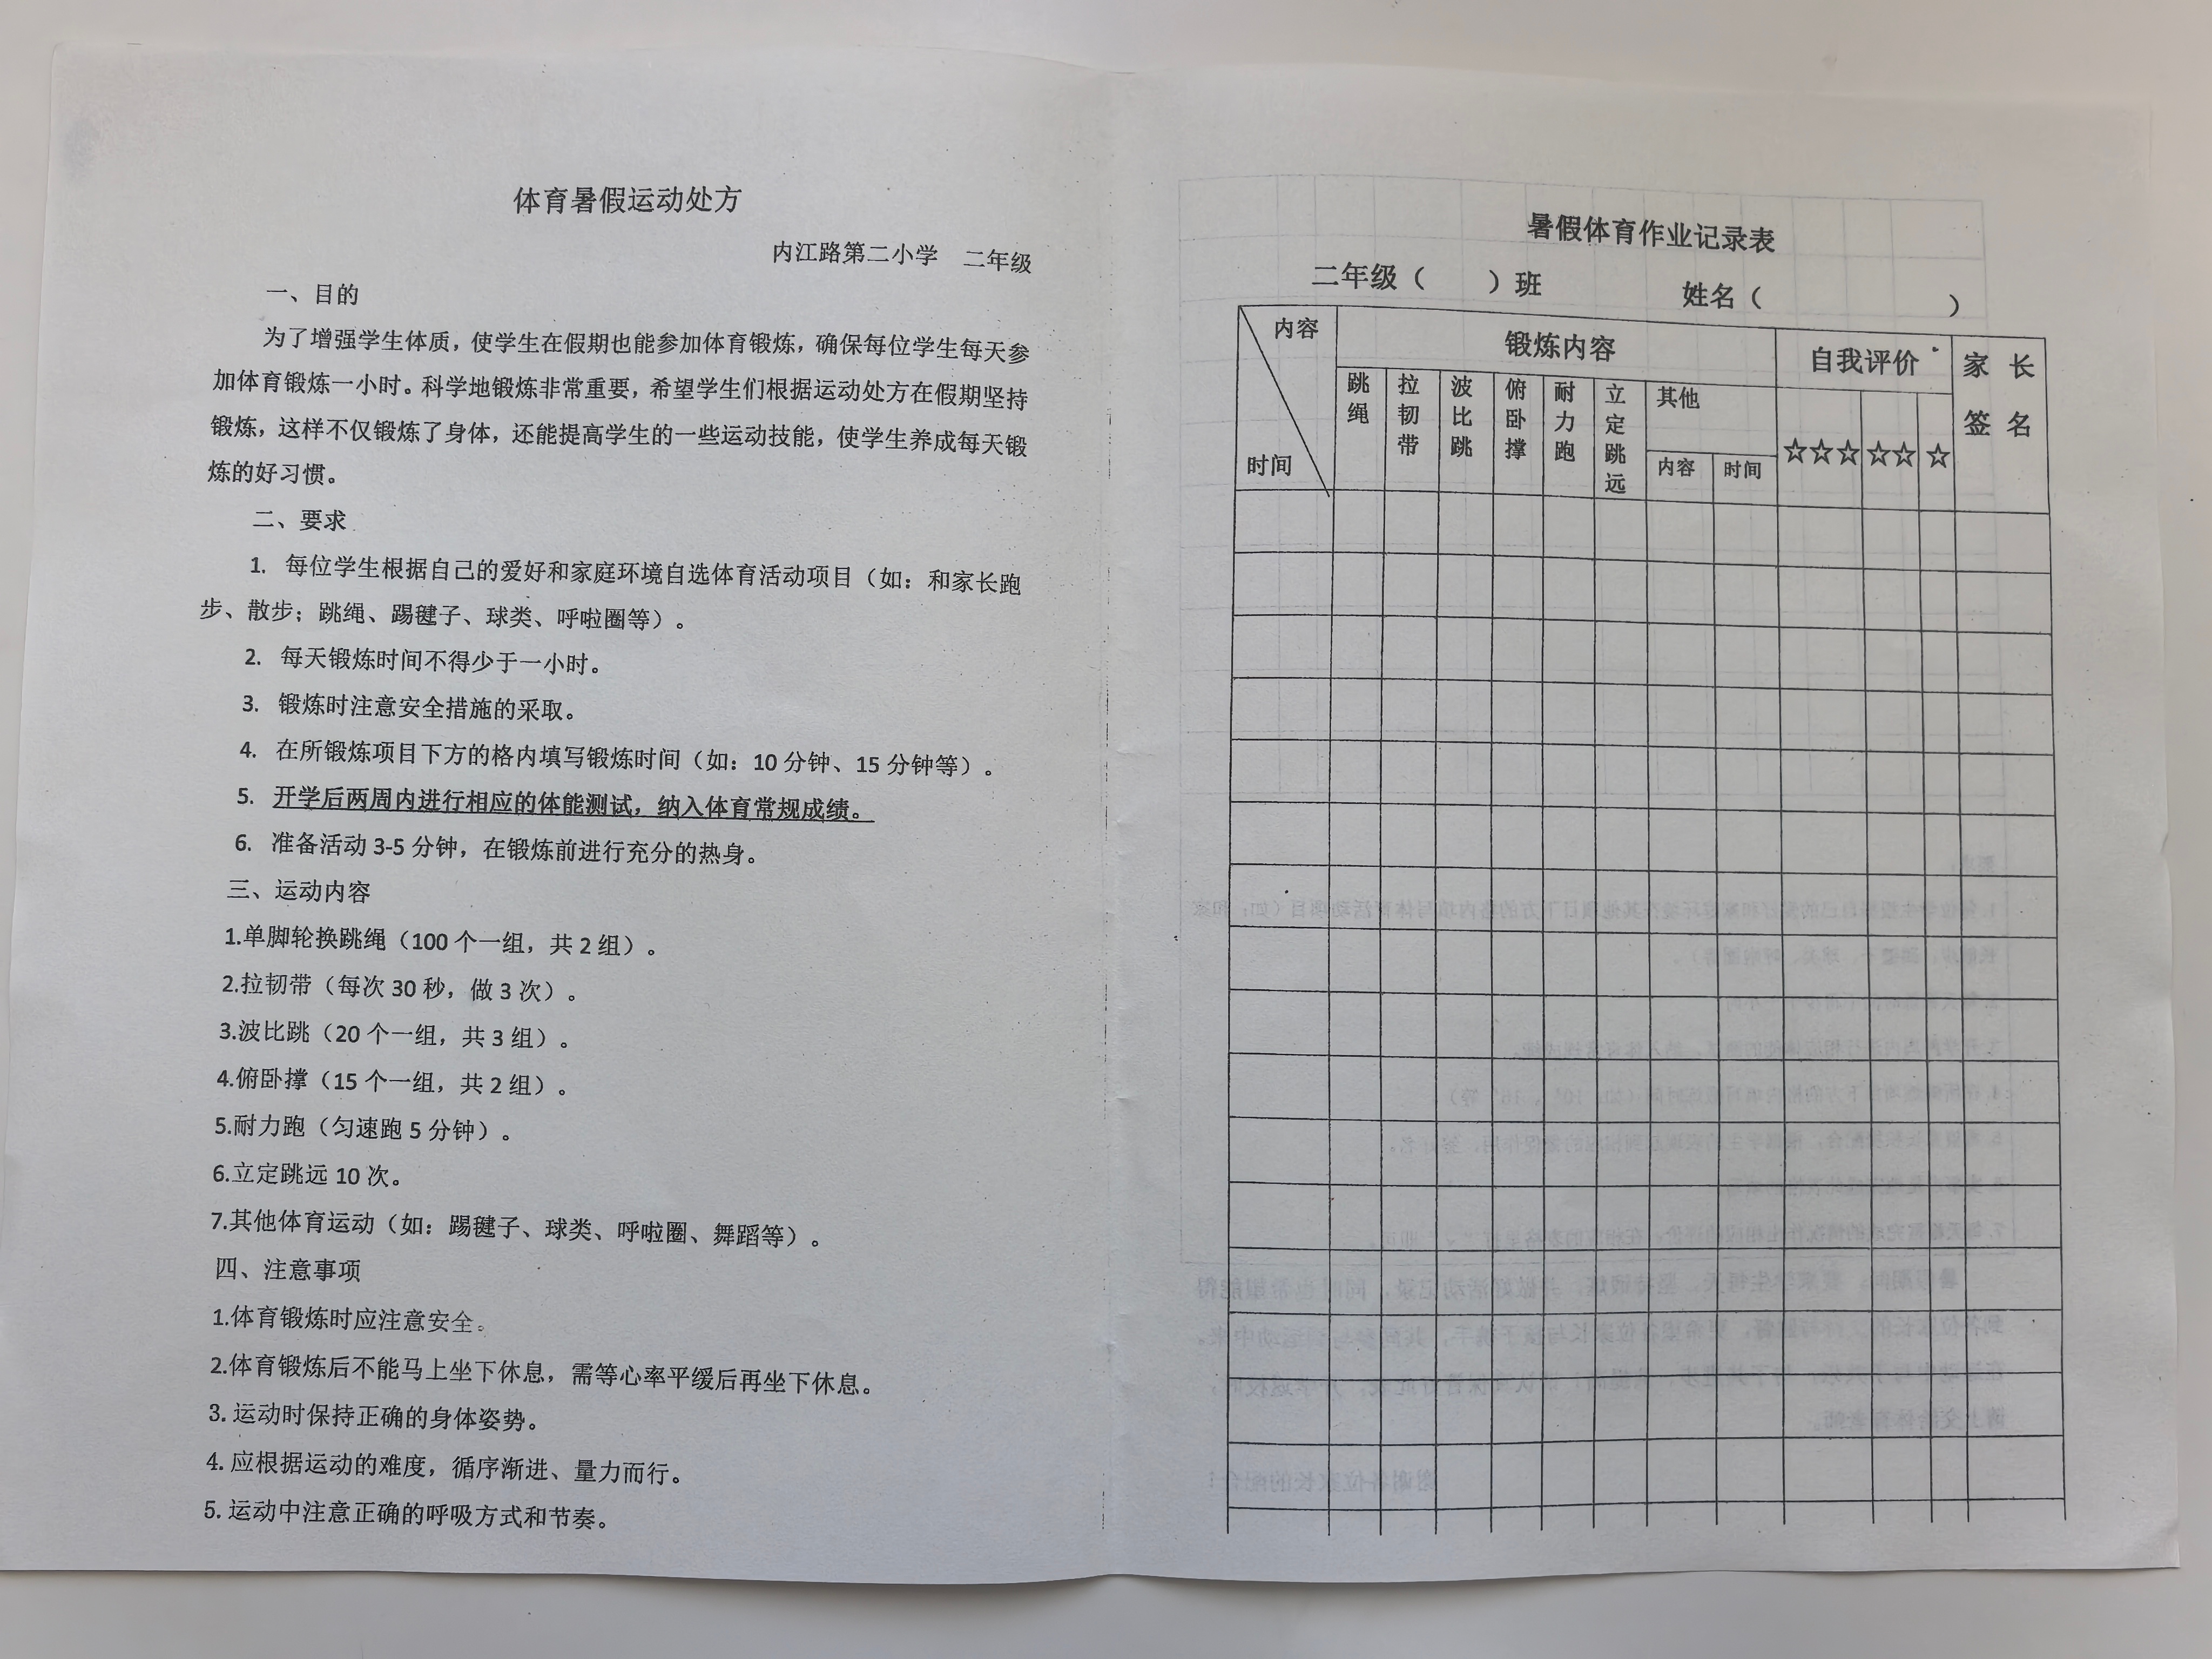 体育暑假运动处方
内江路第二小学 二年级
一、目的
为了增强学生体质，使学生在假期也能参加体育锻炼，确保每位学生每天参
加体育锻炼一小时。科学地锻炼非常重要，希望学生们根据运动处方在假期坚持
锻炼，这样不仅锻炼了身体，还能提高学生的一些运动技能，使学生养成每天锻
炼的好习惯。
二、要求
1. 每位学生根据自己的爱好和家庭环境自选体育活动项目（如：和家长跑
步、散步；跳绳、踢毽子、球类、呼啦圈等）。
2. 每天锻炼时间不得少于一小时。
3. 锻炼时注意安全措施的采取。
4. 在所锻炼项目下方的格内填写锻炼时间（如：10 分钟、15 分钟等）。
5. 开学后两周内进行相应的体能测试，纳入体育常规成绩。
6. 准备活动 3-5 分钟，在锻炼前进行充分的热身。
三、运动内容
1.单脚轮换跳绳（100 个一组，共 2 组）。
2.拉韧带（每次 30 秒，做 3 次）。
3.波比跳（20 个一组，共 3 组）。
4.俯卧撑（15 个一组，共 2 组）。
5.耐力跑（匀速跑 5 分钟）。
6.立定跳远 10 次。
7.其他体育运动（如：踢毽子、球类、呼啦圈、舞蹈等）。
四、注意事项
1.体育锻炼时应注意安全。
2.体育锻炼后不能马上坐下休息，需等心率平缓后再坐下休息。
3. 运动时保持正确的身体姿势。
4. 应根据运动的难度，循序渐进、量力而行。
5. 运动中注意正确的呼吸方式和节奏。
暑假体育作业记录表
二年级（ ）班 姓名（ ）
内容 时间
锻炼内容
自我评价
家长签名
跳绳
拉韧带
波比跳
俯卧撑
耐力跑
立定跳远
其他
内容 时间
☆☆☆ ☆☆ ☆